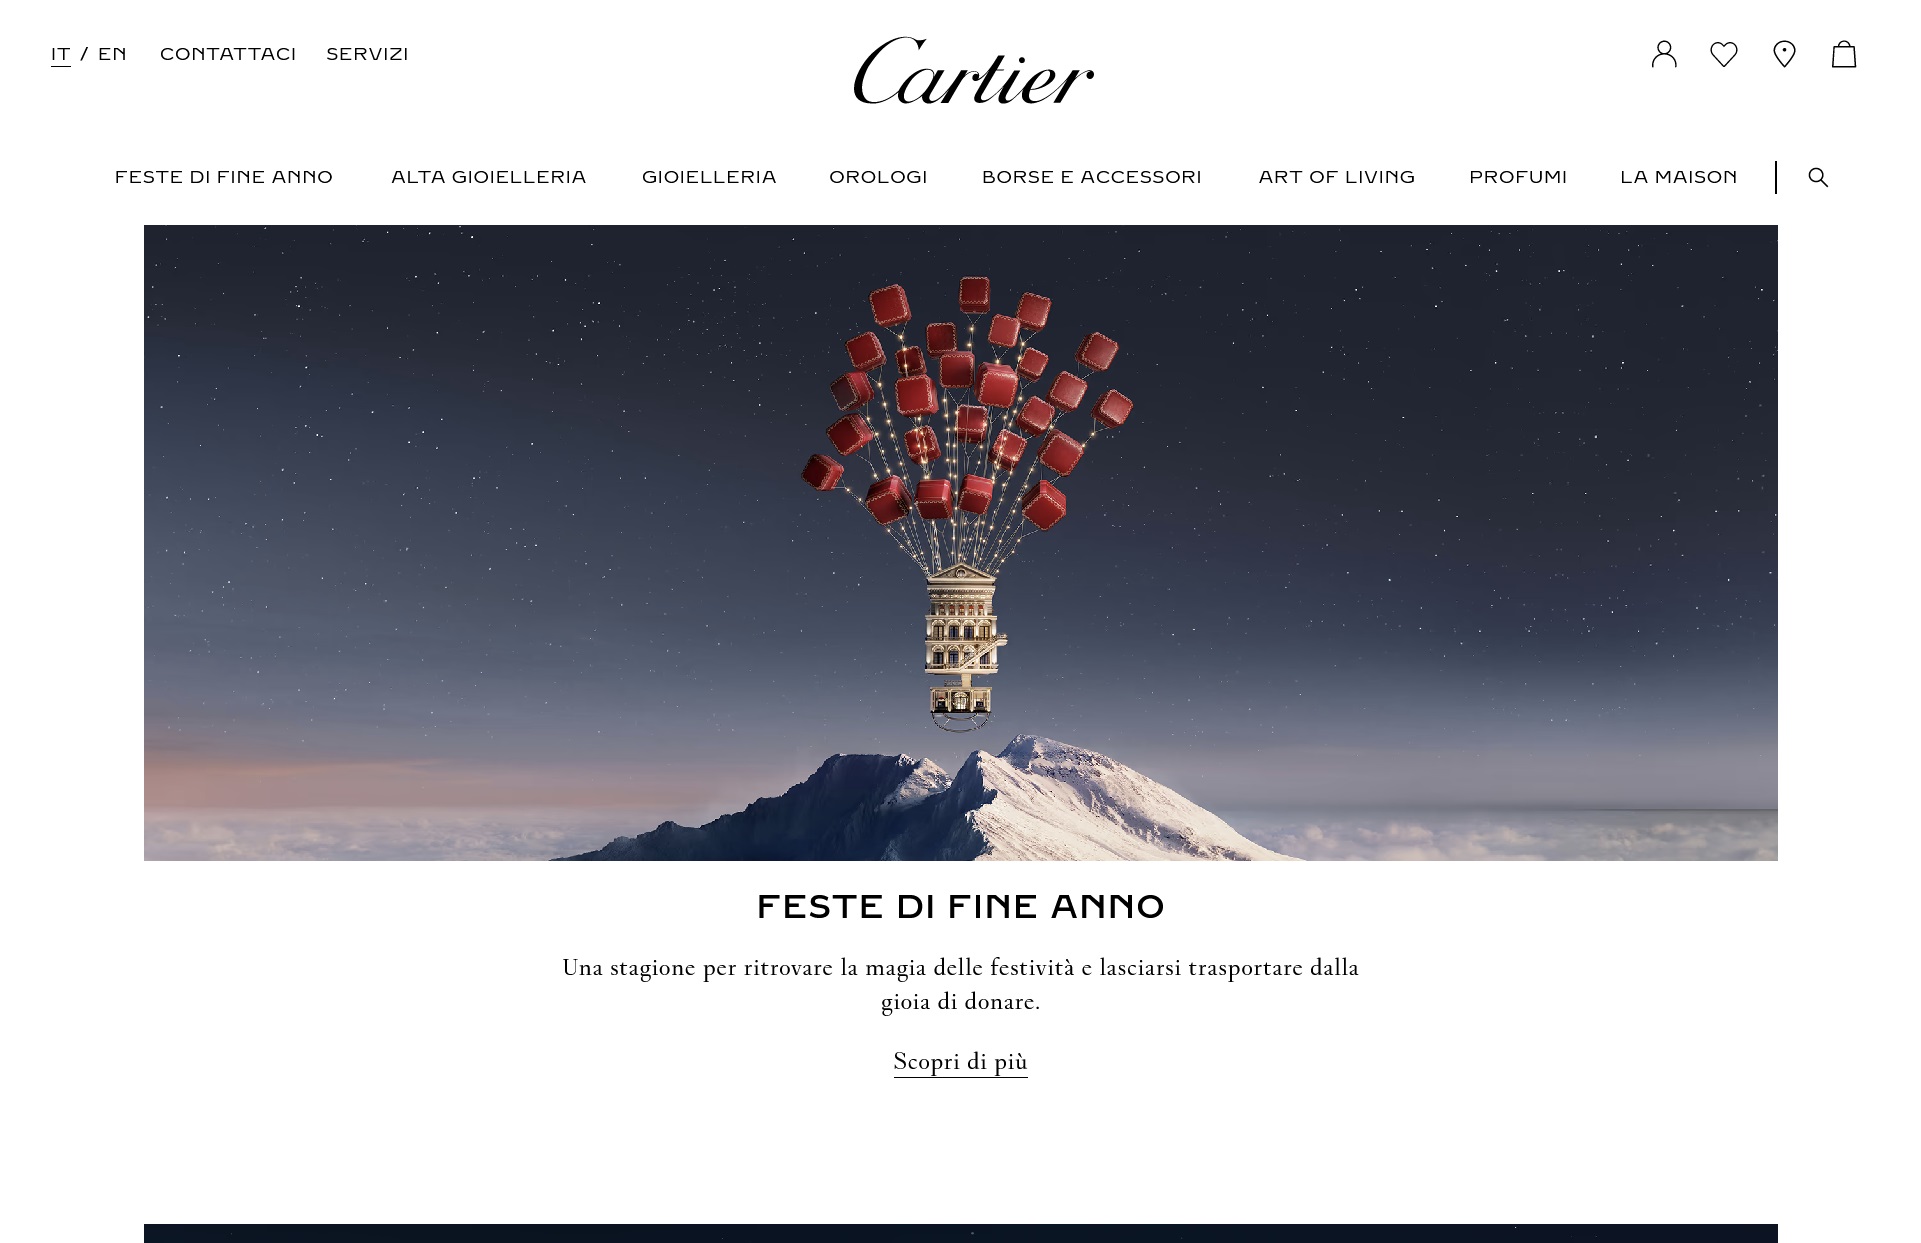 IT / EN CONTATTACI SERVIZI
Cartier
FESTE DI FINE ANNO ALTA GIOIELLERIA GIOIELLERIA OROLOGI BORSE E ACCESSORI ART OF LIVING PROFUMI LA MAISON
FESTE DI FINE ANNO
Una stagione per ritrovare la magia delle festività e lasciarsi trasportare dalla
gioia di donare.
Scopri di più